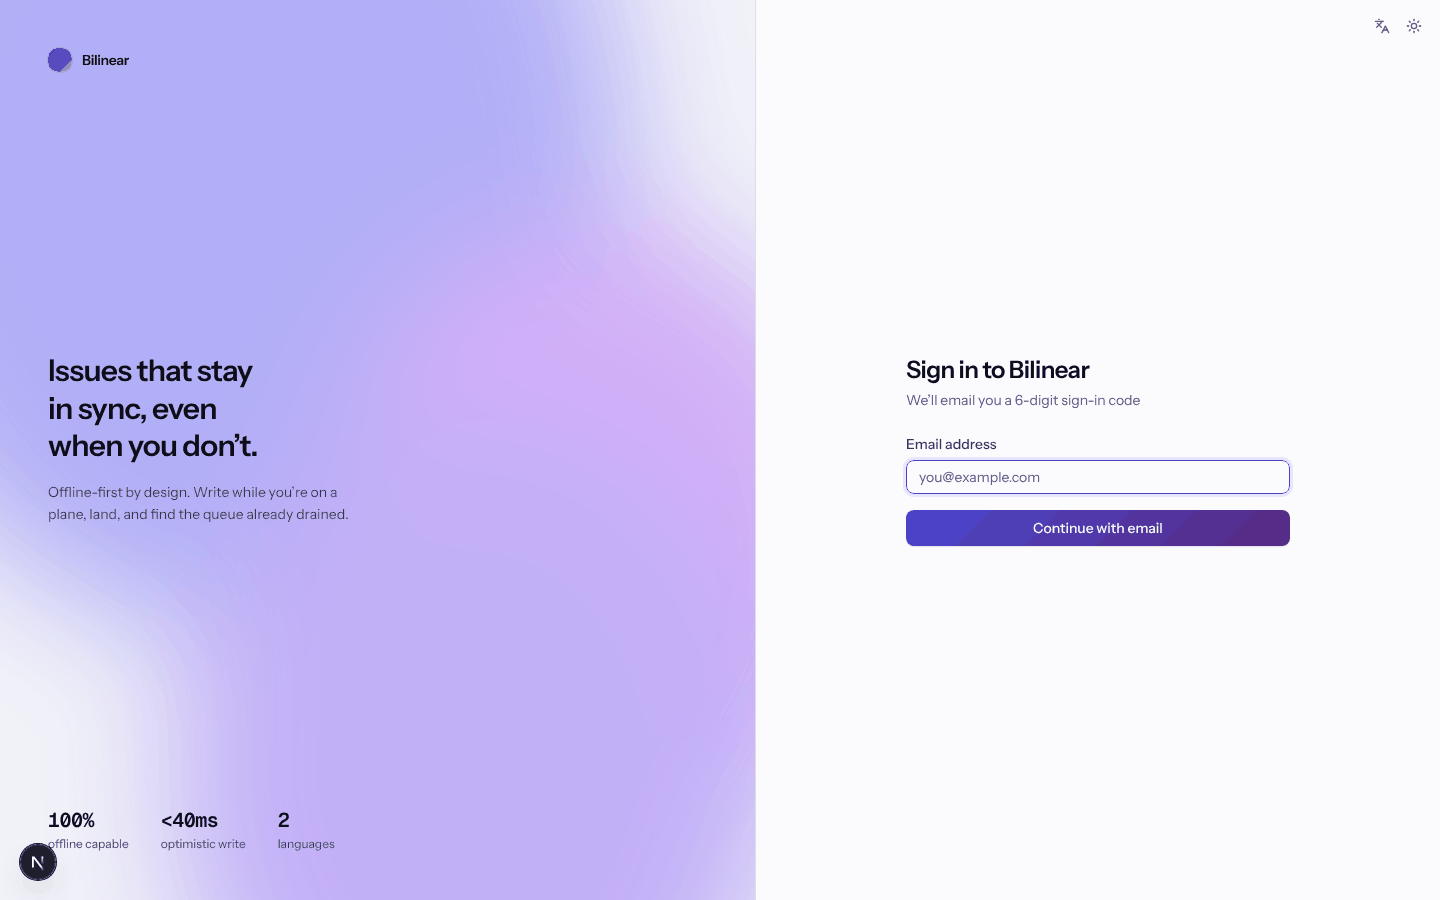 Bilinear
Issues that stay
in sync, even
when you don’t.
Offline-first by design. Write while you’re on a
plane, land, and find the queue already drained.
100%
offline capable
<40ms
optimistic write
2
languages
N
Sign in to Bilinear
We’ll email you a 6-digit sign-in code
Email address
you@example.com
Continue with email